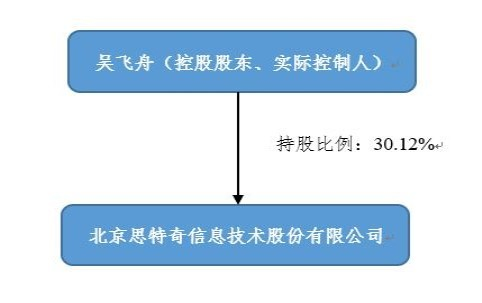 吴飞舟（控股股东、实际控制人）
持股比例：30.12%
北京思特奇信息技术股份有限公司